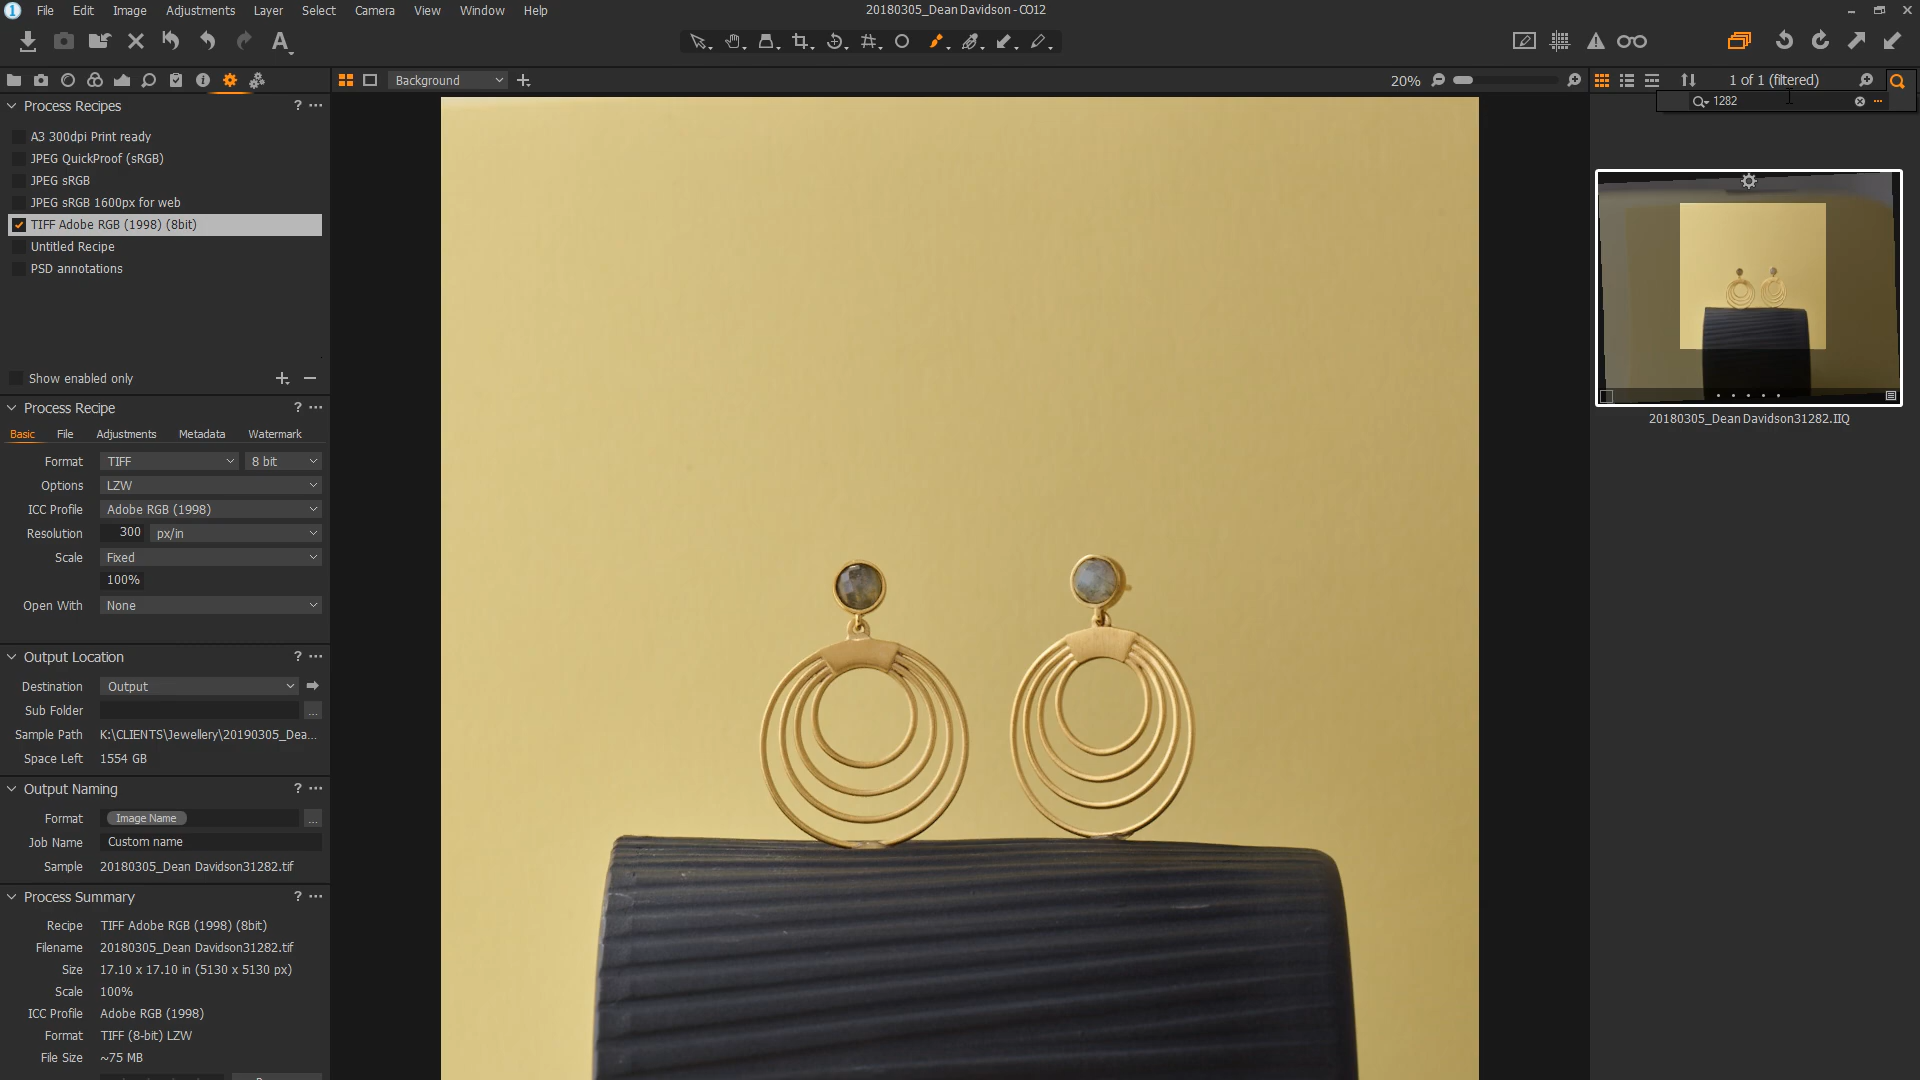 File Edit Image Adjustments Layer Select Camera View Window Help
20180305_Dean Davidson - CO12
Background
20%
1 of 1 (filtered)
1282
Process Recipes ? ...
A3 300dpi Print ready
JPEG QuickProof (sRGB)
JPEG sRGB
JPEG sRGB 1600px for web
TIFF Adobe RGB (1998) (8bit)
Untitled Recipe
PSD annotations
Show enabled only
Process Recipe ? ...
Basic File Adjustments Metadata Watermark
Format TIFF 8 bit
Options LZW
ICC Profile Adobe RGB (1998)
Resolution 300 px/in
Scale Fixed
100%
Open With None
Output Location ? ...
Destination Output
Sub Folder ...
Sample Path K:\CLIENTS\Jewellery\20190305_Dea...
Space Left 1554 GB
Output Naming ? ...
Format Image Name ...
Job Name Custom name
Sample 20180305_Dean Davidson31282.tif
Process Summary ? ...
Recipe TIFF Adobe RGB (1998) (8bit)
Filename 20180305_Dean Davidson31282.tif
Size 17.10 x 17.10 in (5130 x 5130 px)
Scale 100%
ICC Profile Adobe RGB (1998)
Format TIFF (8-bit) LZW
File Size ~75 MB
20180305_Dean Davidson31282.IIQ